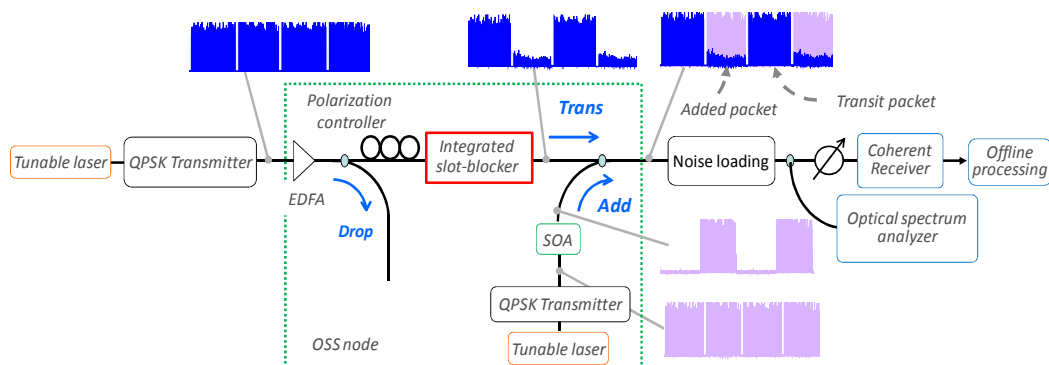 Polarization
controller
Trans
Added packet
Transit packet
Tunable laser
QPSK Transmitter
EDFA
Integrated
slot-blocker
Noise loading
Coherent
Receiver
Offline
processing
Drop
Add
SOA
Optical spectrum
analyzer
QPSK Transmitter
OSS node
Tunable laser